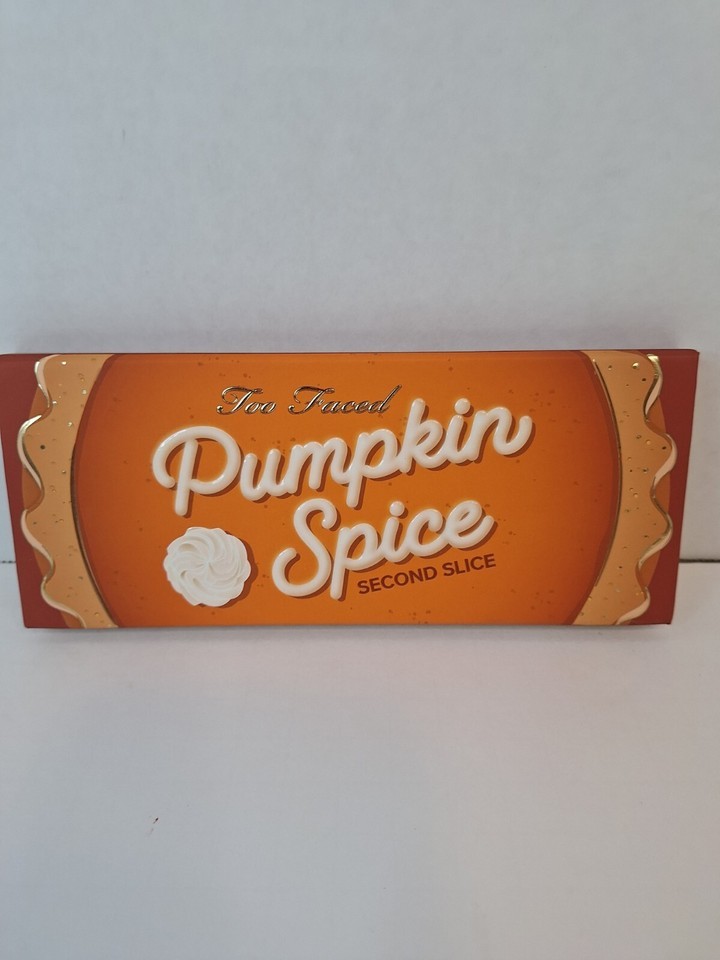 Too Faced
Pumpkin
Spice
SECOND SLICE